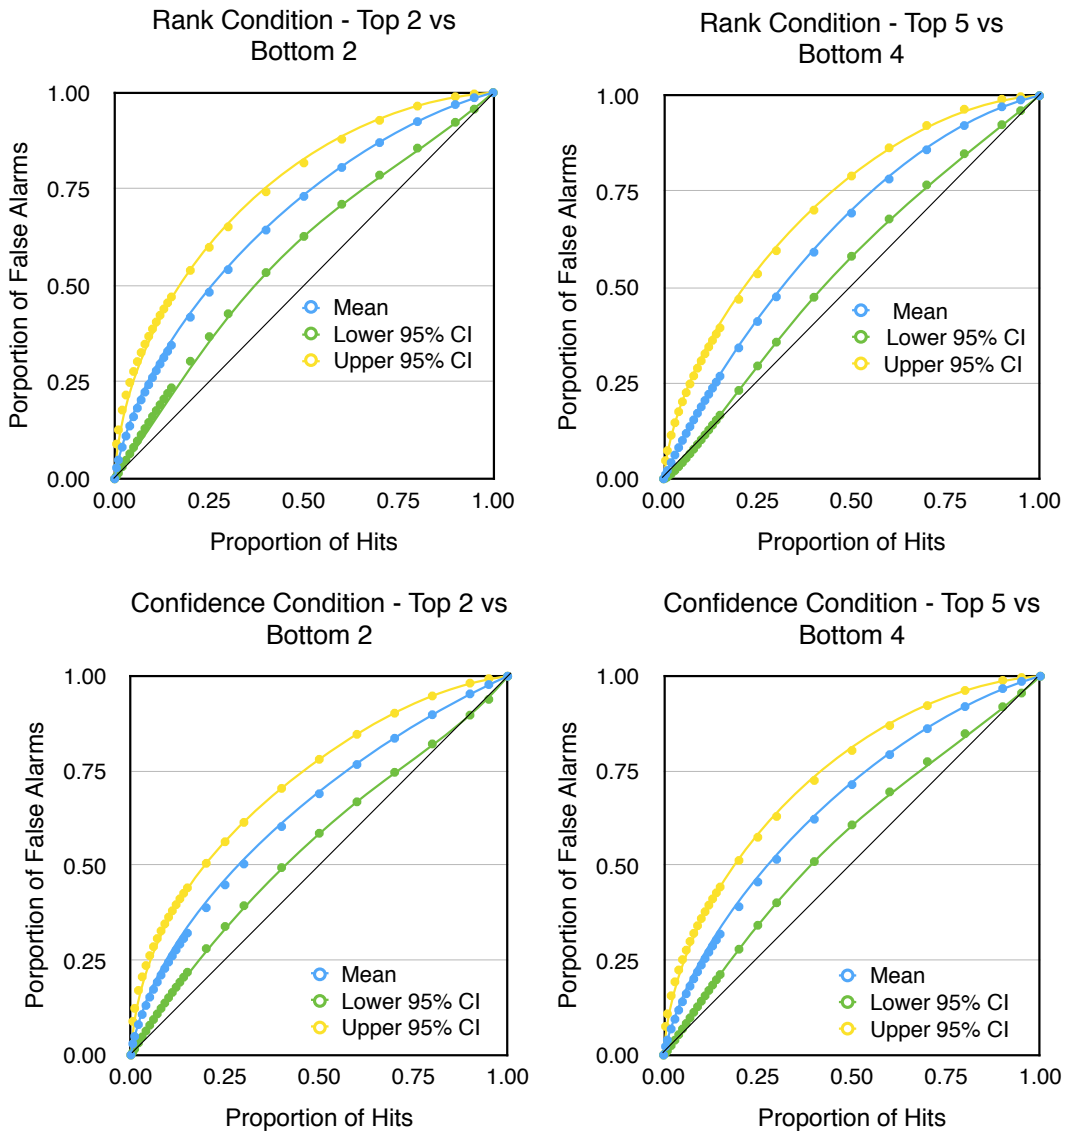 Rank Condition - Top 2 vs
Bottom 2
Porportion of False Alarms
1.00
0.75
0.50
0.25
0.00
Mean
Lower 95% CI
Upper 95% CI
0.00 0.25 0.50 0.75 1.00
Proportion of Hits
Rank Condition - Top 5 vs
Bottom 4
Porportion of False Alarms
1.00
0.75
0.50
0.25
0.00
Mean
Lower 95% CI
Upper 95% CI
0.00 0.25 0.50 0.75 1.00
Proportion of Hits
Confidence Condition - Top 2 vs
Bottom 2
Porportion of False Alarms
1.00
0.75
0.50
0.25
0.00
Mean
Lower 95% CI
Upper 95% CI
0.00 0.25 0.50 0.75 1.00
Proportion of Hits
Confidence Condition - Top 5 vs
Bottom 4
Porportion of False Alarms
1.00
0.75
0.50
0.25
0.00
Mean
Lower 95% CI
Upper 95% CI
0.00 0.25 0.50 0.75 1.00
Proportion of Hits